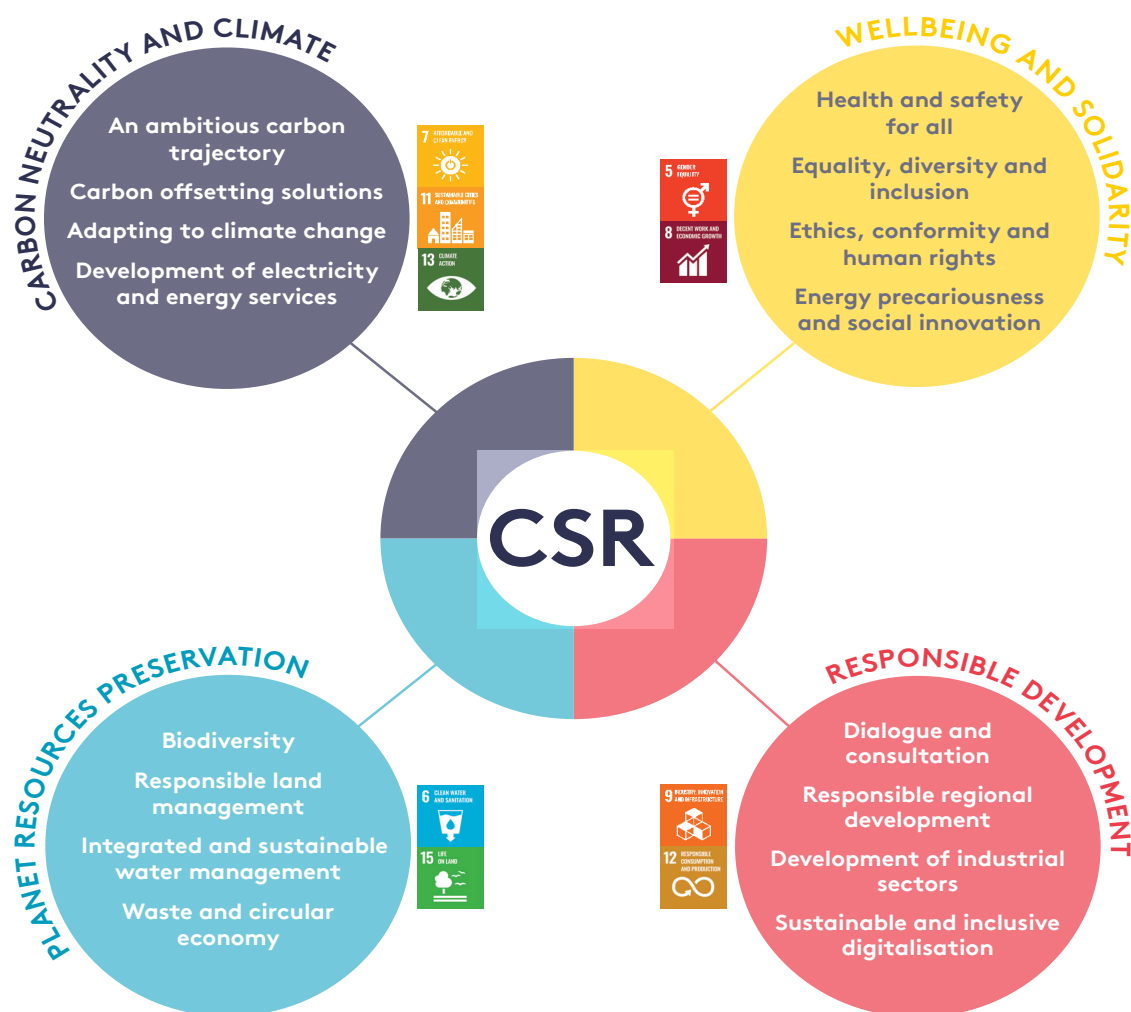 CARBON NEUTRALITY AND CLIMATE
An ambitious carbon
trajectory
Carbon offsetting solutions
Adapting to climate change
Development of electricity
and energy services
7 AFFORDABLE AND
CLEAN ENERGY
11 SUSTAINABLE CITIES
AND COMMUNITIES
13 CLIMATE
ACTION
WELLBEING AND SOLIDARITY
Health and safety
for all
Equality, diversity and
inclusion
Ethics, conformity and
human rights
Energy precariousness
and social innovation
5 GENDER
EQUALITY
8 DECENT WORK AND
ECONOMIC GROWTH
CSR
PLANET RESOURCES PRESERVATION
Biodiversity
Responsible land
management
Integrated and sustainable
water management
Waste and circular
economy
6 CLEAN WATER
AND SANITATION
15 LIFE
ON LAND
RESPONSIBLE DEVELOPMENT
Dialogue and
consultation
Responsible regional
development
Development of industrial
sectors
Sustainable and inclusive
digitalisation
9 INDUSTRY, INNOVATION
AND INFRASTRUCTURE
12 RESPONSIBLE
CONSUMPTION
AND PRODUCTION